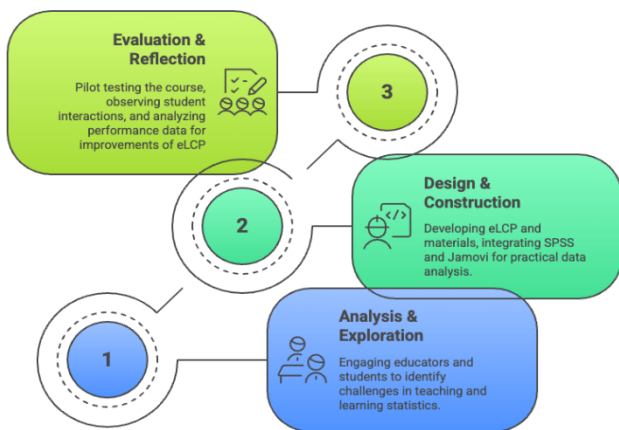 Evaluation &
Reflection
Pilot testing the course,
observing student
interactions, and analyzing
performance data for
improvements of eLCP
3
2
Design &
Construction
Developing eLCP and
materials, integrating SPSS
and Jamovi for practical data
analysis.
1
Analysis &
Exploration
Engaging educators and
students to identify
challenges in teaching and
learning statistics.